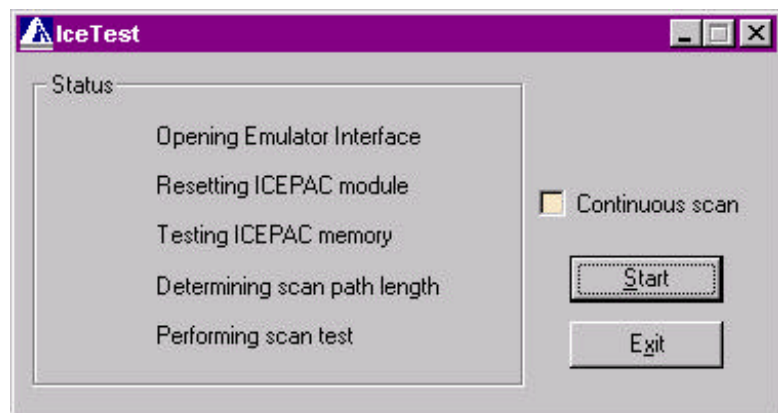 IceTest
Status
Opening Emulator Interface
Resetting ICEPAC module
Testing ICEPAC memory
Determining scan path length
Performing scan test
Continuous scan
Start
Exit